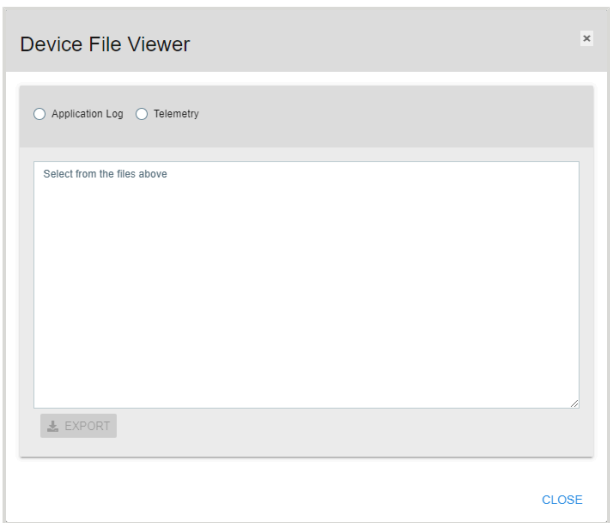 Device File Viewer
×
Application Log Telemetry
Select from the files above
EXPORT
CLOSE